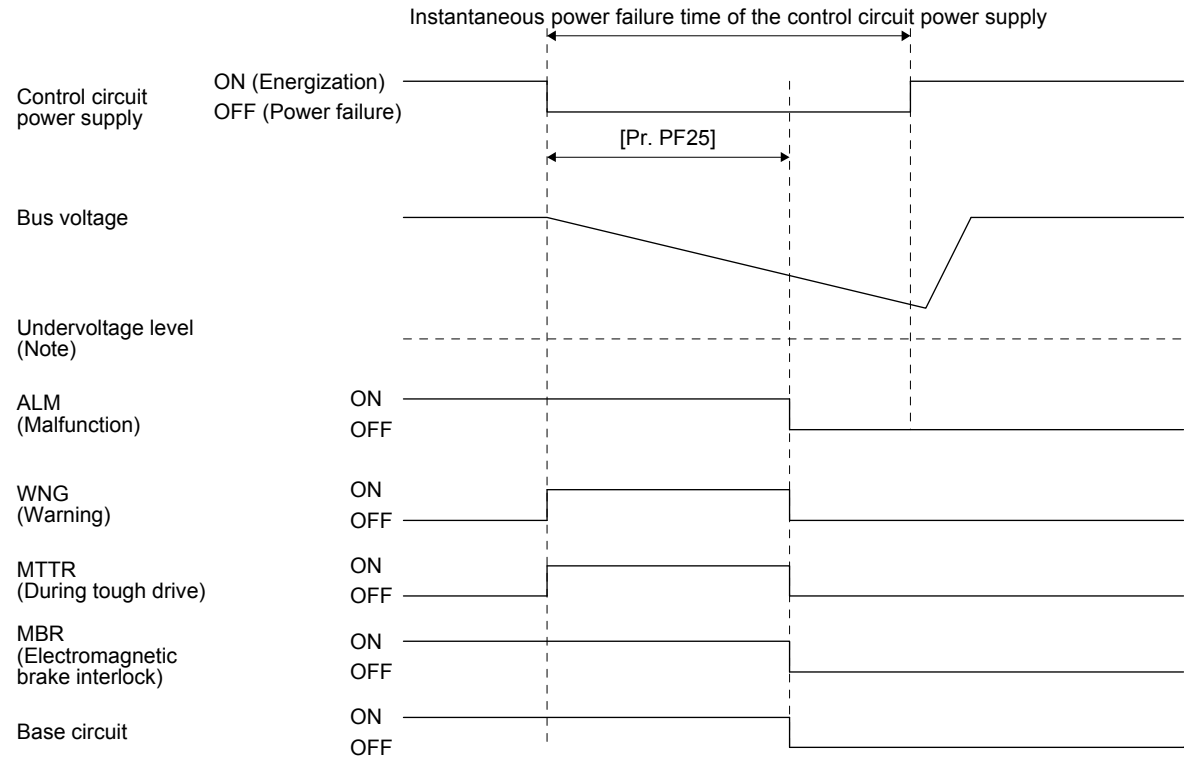 Instantaneous power failure time of the control circuit power supply
Control circuit
power supply
ON (Energization)
OFF (Power failure)
[Pr. PF25]
Bus voltage
Undervoltage level
(Note)
ALM
(Malfunction)
ON
OFF
WNG
(Warning)
ON
OFF
MTTR
(During tough drive)
ON
OFF
MBR
(Electromagnetic
brake interlock)
ON
OFF
Base circuit
ON
OFF